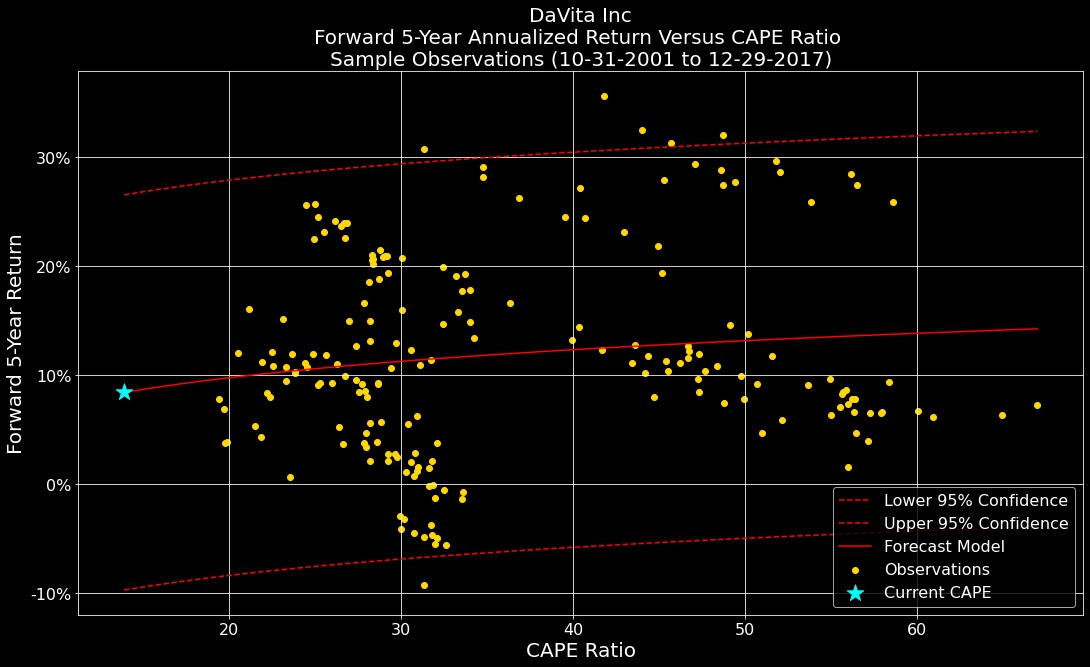 DaVita Inc
Forward 5-Year Annualized Return Versus CAPE Ratio
Sample Observations (10-31-2001 to 12-29-2017)
Forward 5-Year Return
30%
20%
10%
0%
-10%
20
30
40
50
60
CAPE Ratio
Lower 95% Confidence
Upper 95% Confidence
Forecast Model
Observations
Current CAPE